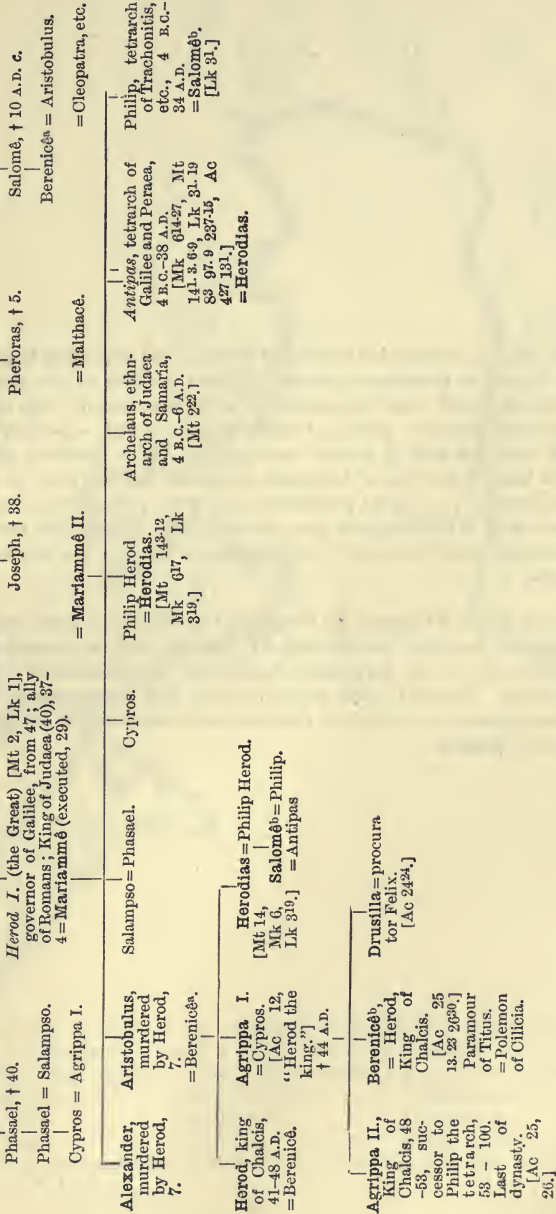 Phasael, † 40.
Phasael = Salampso.
Cypros = Agrippa I.
Herod I. (the Great) [Mt 2, Lk 1],
governor of Galilee, from 47 ; ally
of Romans ; King of Judaea (40), 37–
4 = Mariammê (executed, 29).
Joseph, † 38.
= Mariammê II.
Pheroras, † 5.
= Malthacê.
Salomê, † 10 A.D. c.
Berenicêᵃ = Aristobulus.
= Cleopatra, etc.
Alexander,
murdered
by Herod,
7.
Aristobulus,
murdered
by Herod,
7.
= Berenicêᵃ.
Salampso = Phasael.
Cypros.
Philip Herod
= Herodias.
[Mt 14³⁻¹²,
Mk 6¹⁷, Lk
3¹⁹.]
Archelaus, ethn-
arch of Judaea
and Samaria,
4 B.C.–6 A.D.
[Mt 2²².]
Antipas, tetrarch of
Galilee and Peraea,
4 B.C.–38 A.D.
[Mk 6¹⁴⁻²⁷, Mt
14¹· ³· ⁶⁻⁹, Lk 3¹· ¹⁹
8³ 9⁷· ⁹ 23⁷⁻¹⁵, Ac
4²⁷ 13¹.]
= Herodias.
Philip, tetrarch
of Trachonitis,
etc., 4 B.C.–
34 A.D.
= Salomêᵇ.
[Lk 3¹.]
Herod, king
of Chalcis,
41–48 A.D.
= Berenicê.
Agrippa I.
= Cypros.
[Ac 12,
"Herod the
king."]
† 44 A.D.
Herodias = Philip Herod.
[Mt 14,
Mk 6,
Lk 3¹⁹.]
Salomêᵇ = Philip.
= Antipas
Agrippa II.,
King of
Chalcis, 48
–53, suc-
cessor to
Philip the
tetrarch,
53 – 100.
Last of
dynasty.
[Ac 25,
26.]
Berenicêᵇ,
= Herod,
King of
Chalcis.
[Ac 25
13. 23 26³⁰.]
Paramour
of Titus.
= Polemon
of Cilicia.
Drusilla = procura
tor Felix.
[Ac 24²⁴.]